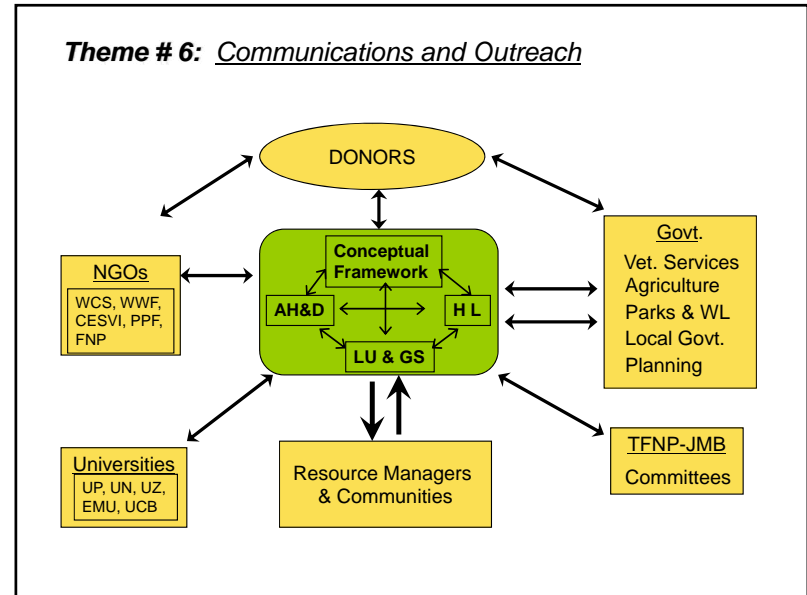 Theme # 6: Communications and Outreach
DONORS
NGOs
WCS, WWF,
CESVI, PPF,
FNP
Conceptual
Framework
AH&D
H L
LU & GS
Govt.
Vet. Services
Agriculture
Parks & WL
Local Govt.
Planning
Universities
UP, UN, UZ,
EMU, UCB
Resource Managers
& Communities
TFNP-JMB
Committees